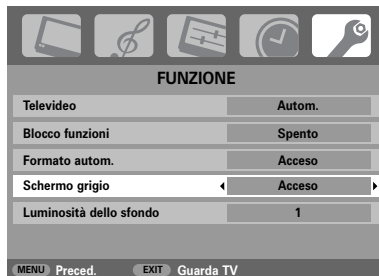 FUNZIONE
Televideo Autom.
Blocco funzioni Spento
Formato autom. Acceso
Schermo grigio Acceso
Luminosità dello sfondo 1
MENU Preced. EXIT Guarda TV